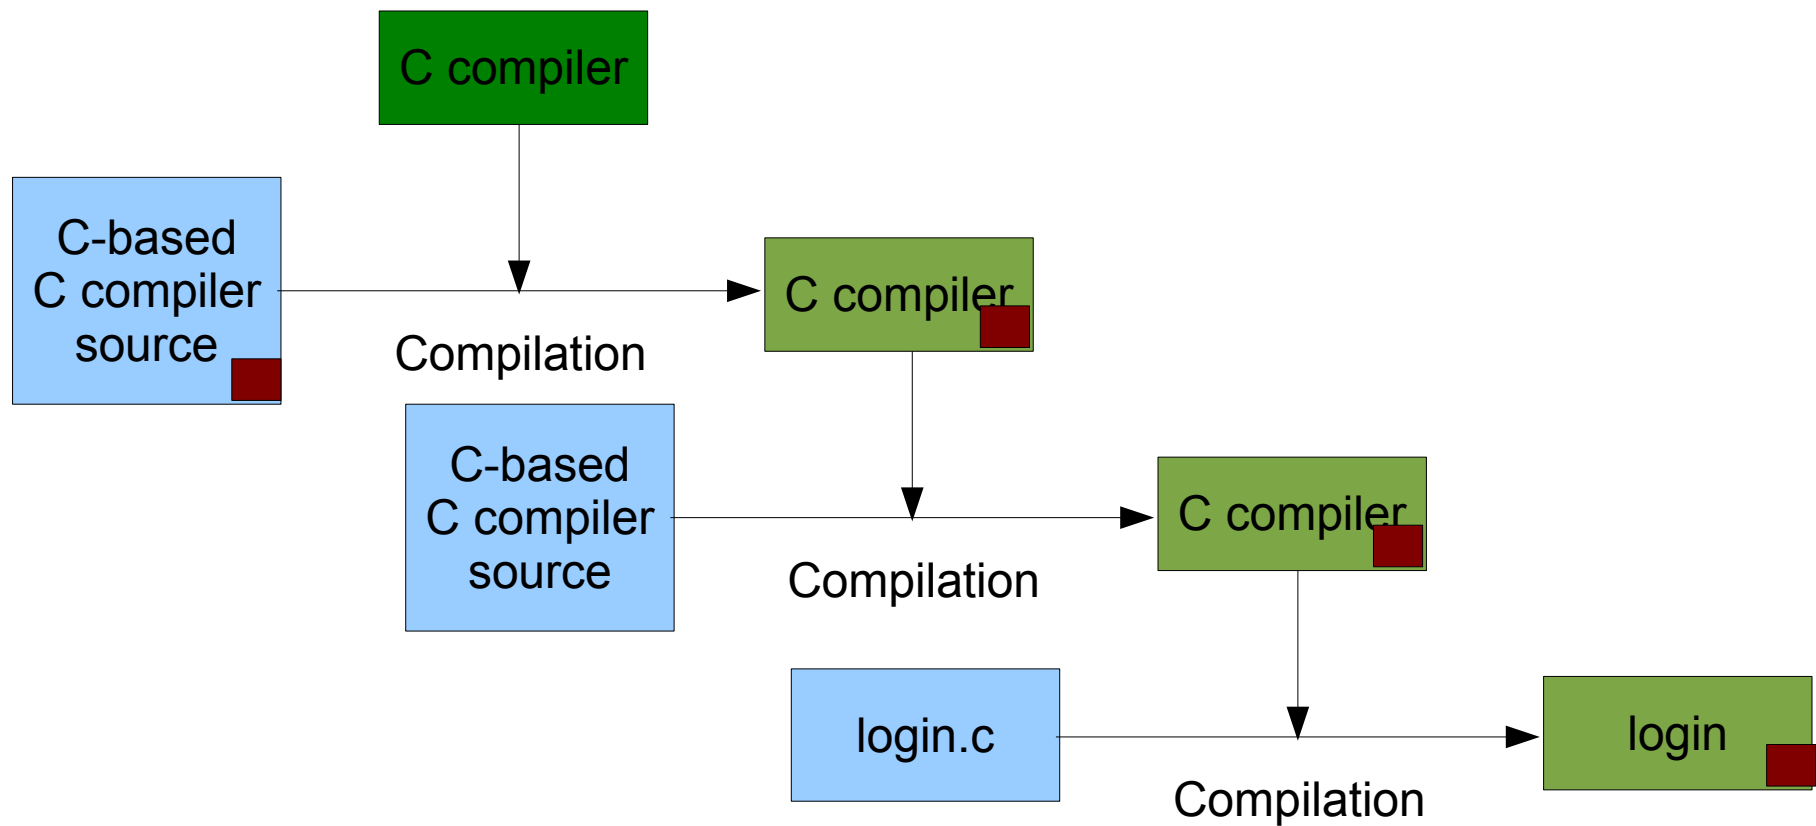 C compiler
C-based
C compiler
source
Compilation
C compiler
C-based
C compiler
source
Compilation
C compiler
login.c
Compilation
login